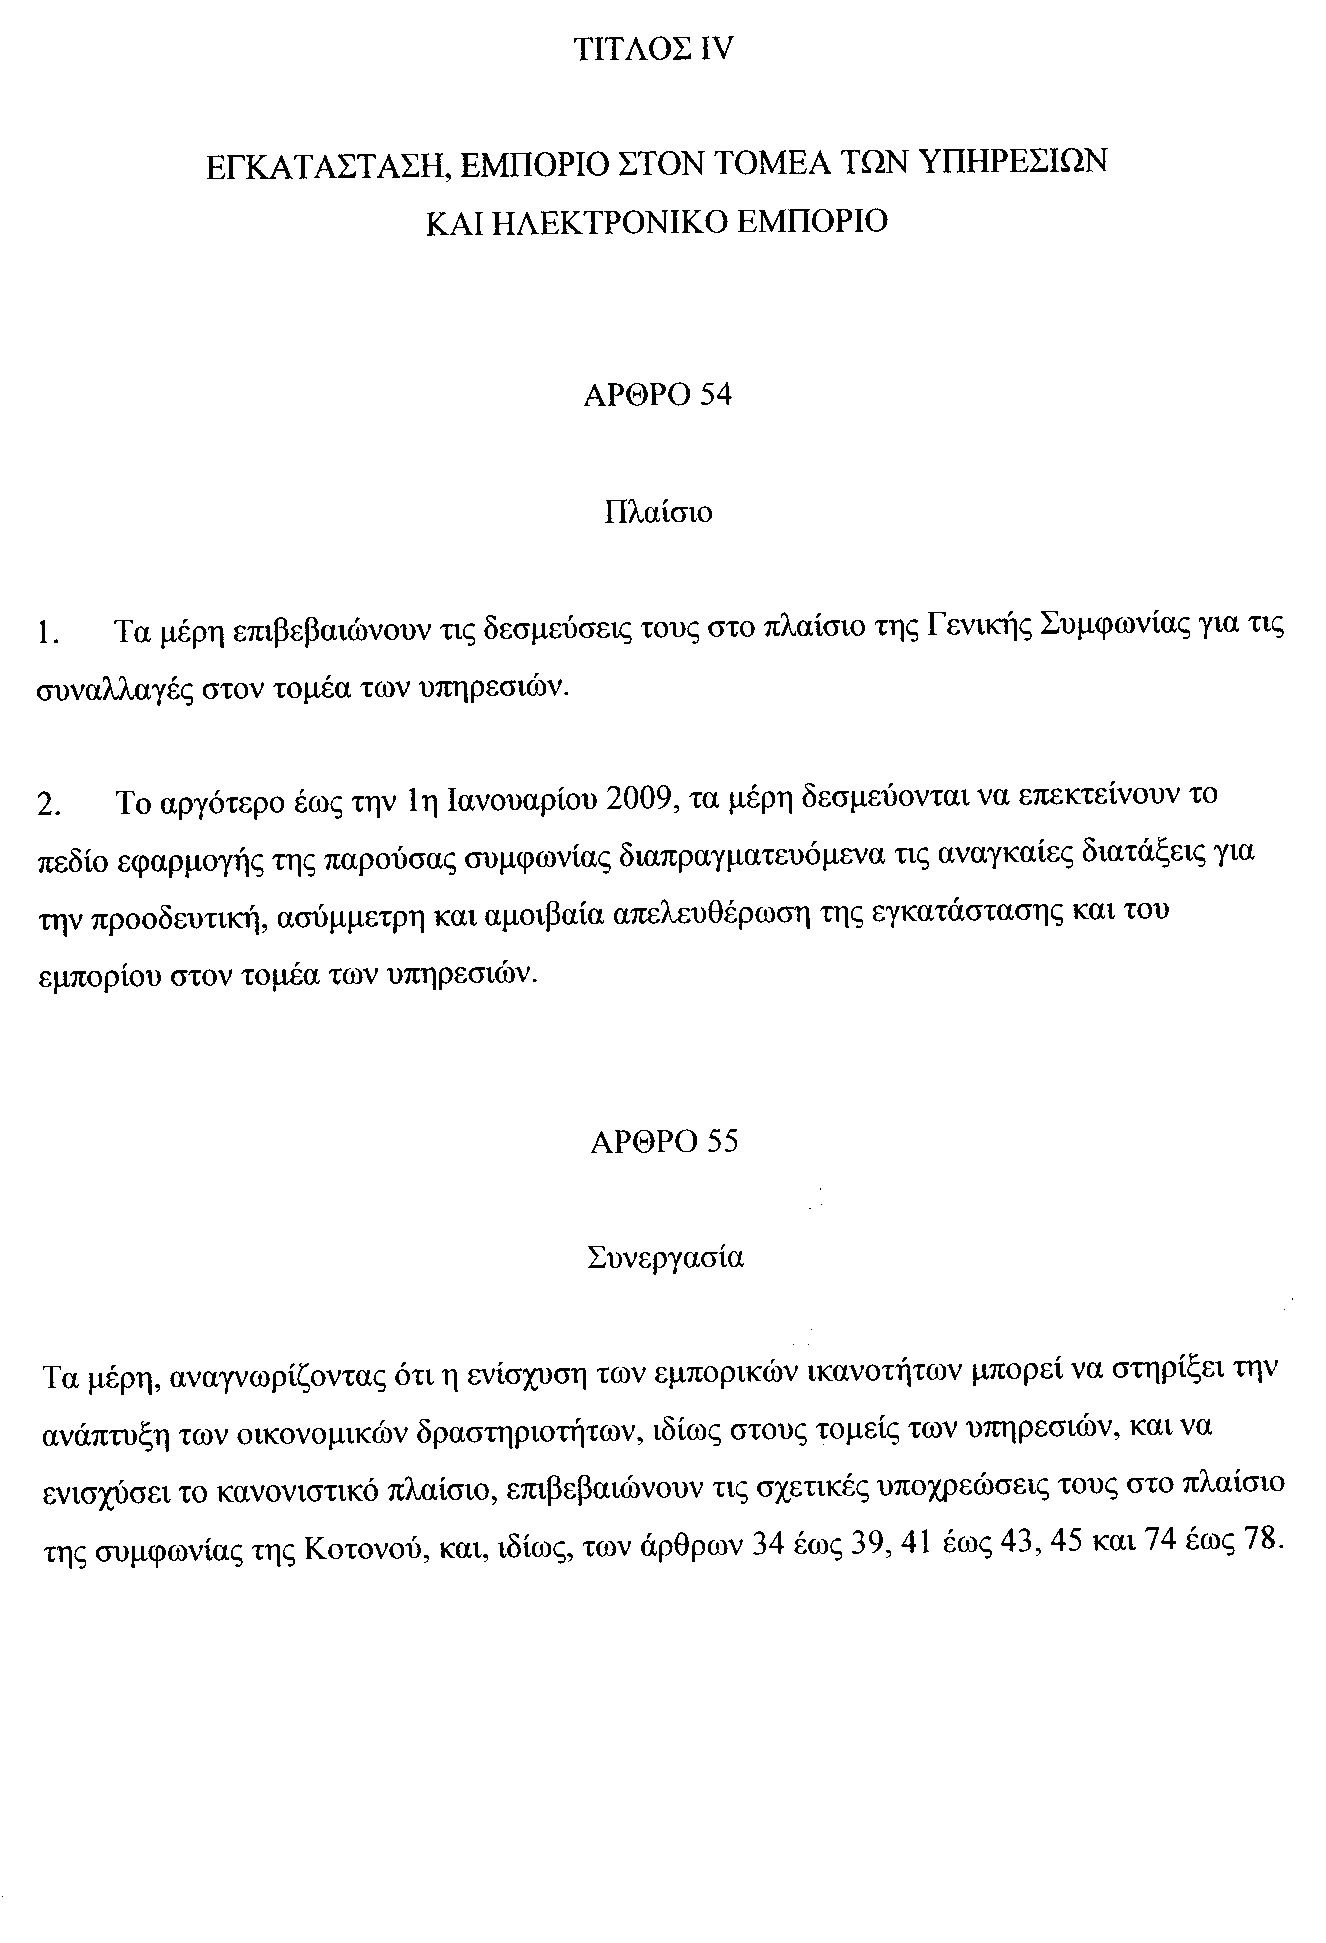 ΤΙΤΛΟΣ IV
ΕΓΚΑΤΑΣΤΑΣΗ, ΕΜΠΟΡΙΟ ΣΤΟΝ ΤΟΜΕΑ ΤΩΝ ΥΠΗΡΕΣΙΩΝ
ΚΑΙ ΗΛΕΚΤΡΟΝΙΚΟ ΕΜΠΟΡΙΟ
ΑΡΘΡΟ 54
Πλαίσιο
1. Τα μέρη επιβεβαιώνουν τις δεσμεύσεις τους στο πλαίσιο της Γενικής Συμφωνίας για τις
συναλλαγές στον τομέα των υπηρεσιών.
2. Το αργότερο έως την 1η Ιανουαρίου 2009, τα μέρη δεσμεύονται να επεκτείνουν το
πεδίο εφαρμογής της παρούσας συμφωνίας διαπραγματευόμενα τις αναγκαίες διατάξεις για
την προοδευτική, ασύμμετρη και αμοιβαία απελευθέρωση της εγκατάστασης και του
εμπορίου στον τομέα των υπηρεσιών.
ΑΡΘΡΟ 55
Συνεργασία
Τα μέρη, αναγνωρίζοντας ότι η ενίσχυση των εμπορικών ικανοτήτων μπορεί να στηρίξει την
ανάπτυξη των οικονομικών δραστηριοτήτων, ιδίως στους τομείς των υπηρεσιών, και να
ενισχύσει το κανονιστικό πλαίσιο, επιβεβαιώνουν τις σχετικές υποχρεώσεις τους στο πλαίσιο
της συμφωνίας της Κοτονού, και, ιδίως, των άρθρων 34 έως 39, 41 έως 43, 45 και 74 έως 78.